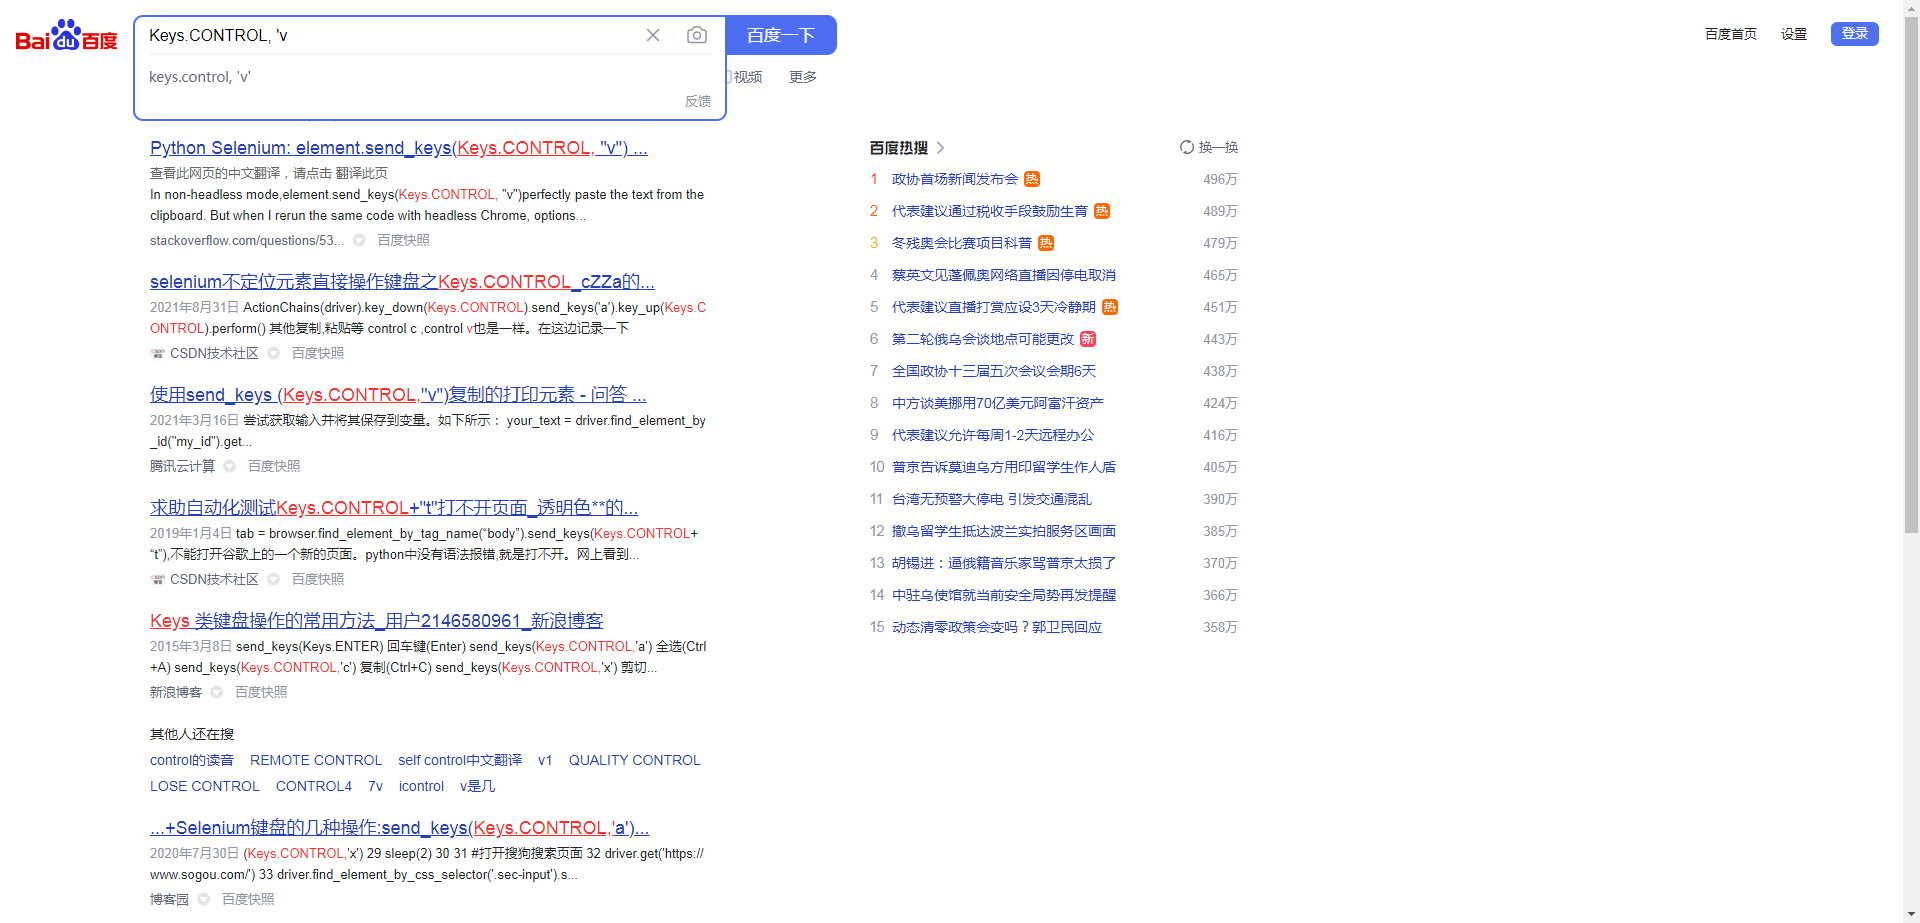 Bai du 百度
Keys.CONTROL, 'v
百度一下
百度首页 设置 登录
keys.control, 'v'
反馈
视频 更多
Python Selenium: element.send_keys(Keys.CONTROL, "v") ...
查看此网页的中文翻译，请点击 翻译此页
In non-headless mode,element.send_keys(Keys.CONTROL, "v")perfectly paste the text from the
clipboard. But when I rerun the same code with headless Chrome, options...
stackoverflow.com/questions/53... 百度快照
selenium不定位元素直接操作键盘之Keys.CONTROL_cZZa的...
2021年8月31日 ActionChains(driver).key_down(Keys.CONTROL).send_keys('a').key_up(Keys.C
ONTROL).perform() 其他复制,粘贴等 control c ,control v也是一样。在这边记录一下
CSDN技术社区 百度快照
使用send_keys (Keys.CONTROL,"v")复制的打印元素 - 问答 ...
2021年3月16日 尝试获取输入并将其保存到变量。如下所示： your_text = driver.find_element_by
_id("my_id").get...
腾讯云计算 百度快照
求助自动化测试Keys.CONTROL+"t"打不开页面_透明色**的...
2019年1月4日 tab = browser.find_element_by_tag_name(“body”).send_keys(Keys.CONTROL+
“t”),不能打开谷歌上的一个新的页面。python中没有语法报错,就是打不开。网上看到...
CSDN技术社区 百度快照
Keys 类键盘操作的常用方法_用户2146580961_新浪博客
2015年3月8日 send_keys(Keys.ENTER) 回车键(Enter) send_keys(Keys.CONTROL,'a') 全选(Ctrl
+A) send_keys(Keys.CONTROL,'c') 复制(Ctrl+C) send_keys(Keys.CONTROL,'x') 剪切...
新浪博客 百度快照
其他人还在搜
control的读音 REMOTE CONTROL self control中文翻译 v1 QUALITY CONTROL
LOSE CONTROL CONTROL4 7v icontrol v是几
...+Selenium键盘的几种操作:send_keys(Keys.CONTROL,'a')...
2020年7月30日 (Keys.CONTROL,'x') 29 sleep(2) 30 31 #打开搜狗搜索页面 32 driver.get('https://
www.sogou.com/') 33 driver.find_element_by_css_selector('.sec-input').s...
博客园 百度快照
百度热搜 换一换
1 政协首场新闻发布会 热 496万
2 代表建议通过税收手段鼓励生育 热 489万
3 冬残奥会比赛项目科普 热 479万
4 蔡英文见蓬佩奥网络直播因停电取消 465万
5 代表建议直播打赏应设3天冷静期 热 451万
6 第二轮俄乌会谈地点可能更改 新 443万
7 全国政协十三届五次会议会期6天 438万
8 中方谈美挪用70亿美元阿富汗资产 424万
9 代表建议允许每周1-2天远程办公 416万
10 普京告诉莫迪乌方用印留学生作人盾 405万
11 台湾无预警大停电 引发交通混乱 390万
12 撤乌留学生抵达波兰实拍服务区画面 385万
13 胡锡进：逼俄籍音乐家骂普京太损了 370万
14 中驻乌使馆就当前安全局势再发提醒 366万
15 动态清零政策会变吗？郭卫民回应 358万